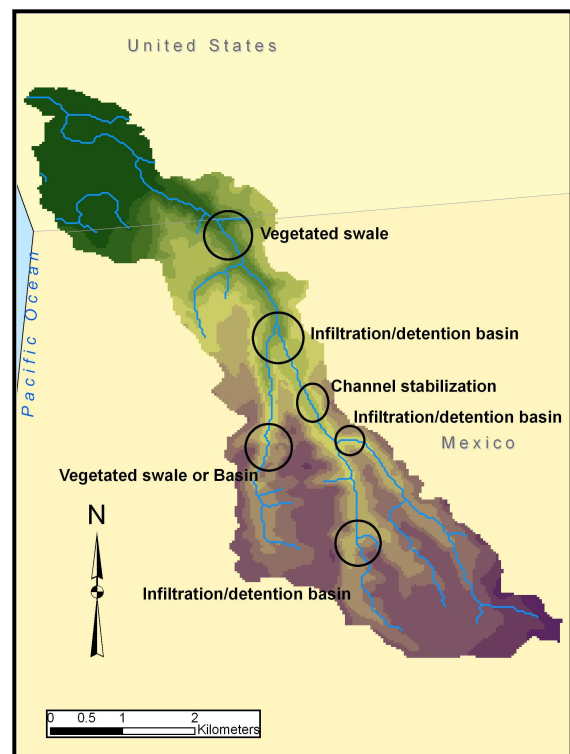 United States
Vegetated swale
Pacific Ocean
Infiltration/detention basin
Channel stabilization
Infiltration/detention basin
Mexico
Vegetated swale or Basin
N
Infiltration/detention basin
0 0.5 1 2
Kilometers